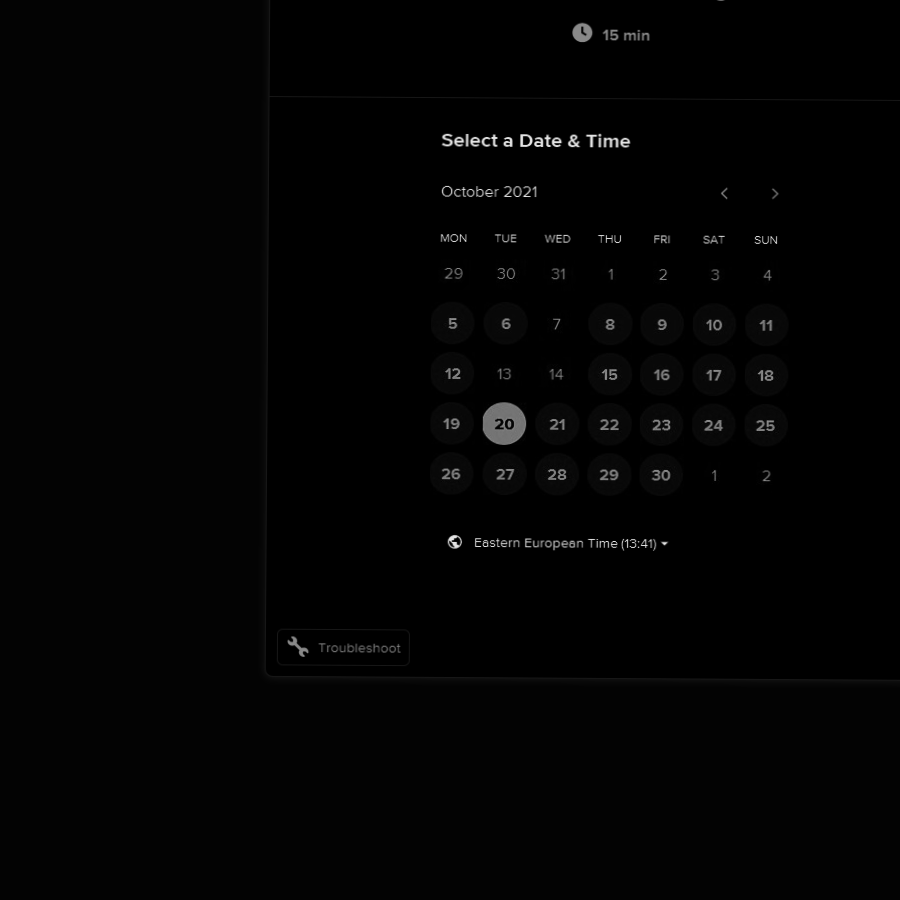 15 min
Select a Date & Time
October 2021
MON TUE WED THU FRI SAT SUN
29 30 31 1 2 3 4
5 6 7 8 9 10 11
12 13 14 15 16 17 18
19 20 21 22 23 24 25
26 27 28 29 30 1 2
Eastern European Time (13:41)
Troubleshoot